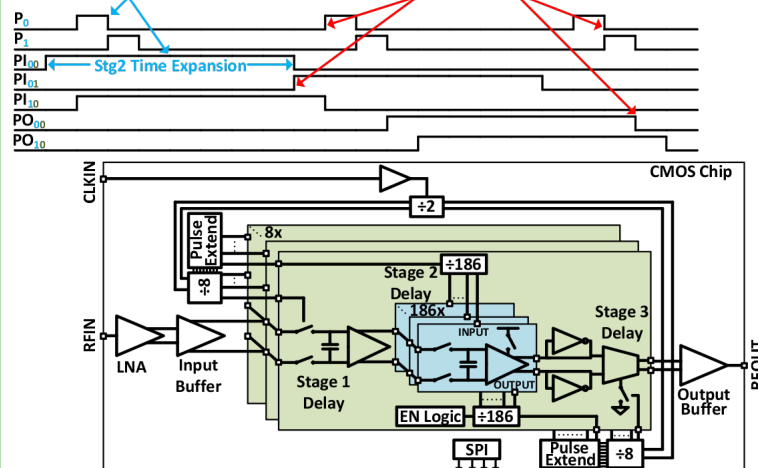 P0
P1
PI00
Stg2 Time Expansion
PI01
PI10
PO00
PO10
CLKIN
CMOS Chip
÷2
8x
Pulse
Extend
÷8
÷186
Stage 2
Delay
186x
Stage 3
Delay
INPUT
RFIN
LNA
Input
Buffer
Stage 1
Delay
OUTPUT
RFOUT
Output
Buffer
EN Logic
÷186
SPI
Pulse
Extend
÷8